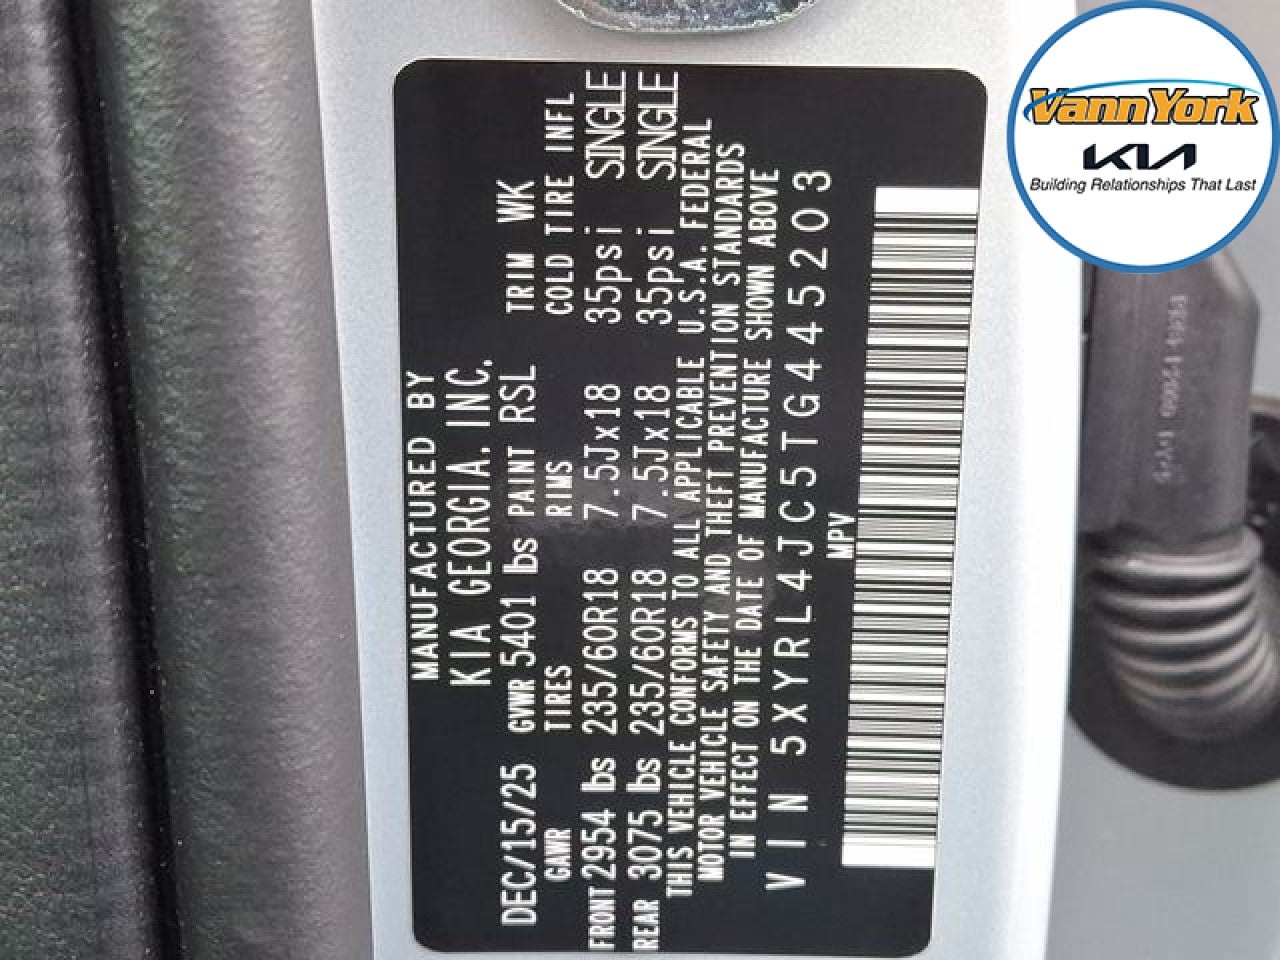 MANUFACTURED BY
KIA GEORGIA, INC.
DEC/15/25 GVWR 5401 lbs PAINT RSL TRIM WK
GAWR TIRES RIMS COLD TIRE INFL
FRONT 2954 lbs 235/60R18 7.5Jx18 35psi SINGLE
REAR 3075 lbs 235/60R18 7.5Jx18 35psi SINGLE
THIS VEHICLE CONFORMS TO ALL APPLICABLE U.S.A. FEDERAL
MOTOR VEHICLE SAFETY AND THEFT PREVENTION STANDARDS
IN EFFECT ON THE DATE OF MANUFACTURE SHOWN ABOVE
VIN 5XYRL4JC5TG445203
MPV
VannYork
KIA
Building Relationships That Last